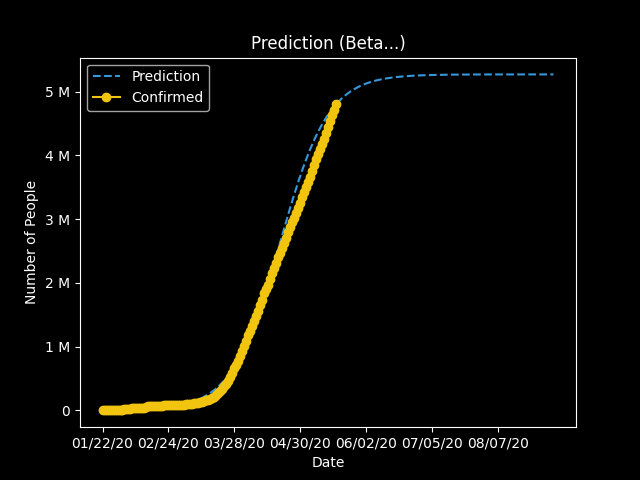 Prediction (Beta...)
Prediction
Confirmed
5 M
4 M
3 M
2 M
1 M
0
Number of People
01/22/20 02/24/20 03/28/20 04/30/20 06/02/20 07/05/20 08/07/20
Date